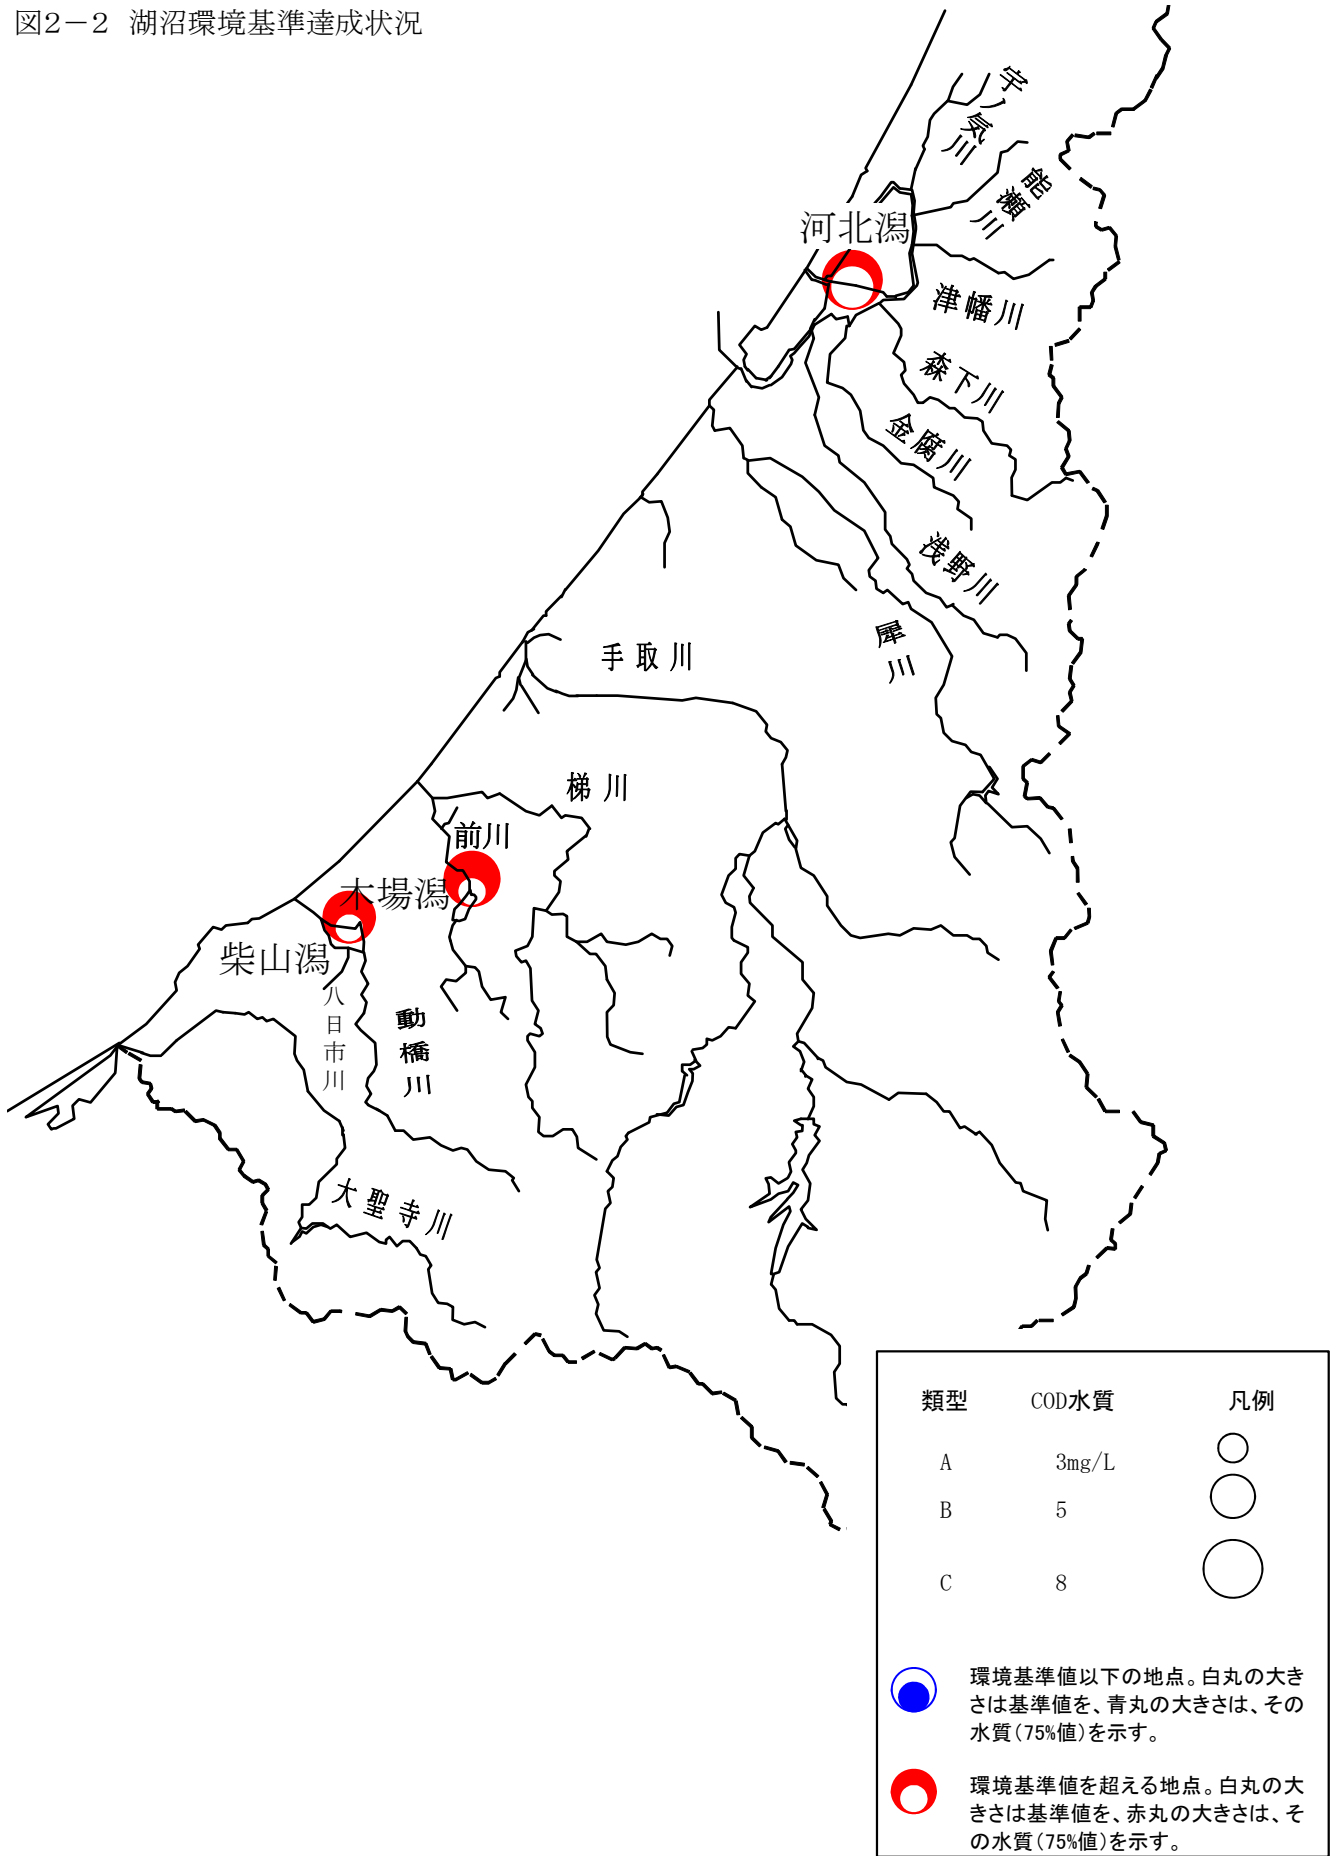 図2－2 湖沼環境基準達成状況
宇ノ気川
能瀬川
河北潟
津幡川
森下川
金腐川
浅野川
犀川
手取川
梯川
前川
木場潟
柴山潟
八日市川
動橋川
大聖寺川
類型 COD水質 凡例
A 3mg/L
B 5
C 8
環境基準値以下の地点。白丸の大き
さは基準値を、青丸の大きさは、その
水質(75%値)を示す。
環境基準値を超える地点。白丸の大
きさは基準値を、赤丸の大きさは、そ
の水質(75%値)を示す。